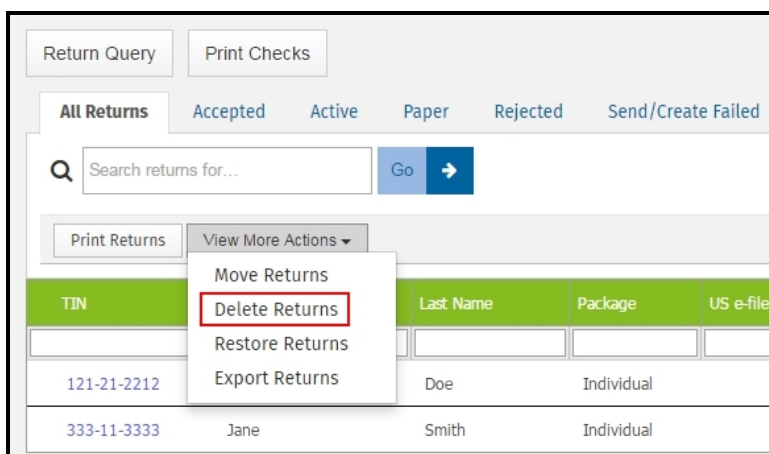 Return Query Print Checks
All Returns Accepted Active Paper Rejected Send/Create Failed
Search returns for... Go
Print Returns View More Actions
Move Returns
TIN Last Name Package US e-file
Delete Returns
Restore Returns
Export Returns
121-21-2212 Doe Individual
333-11-3333 Jane Smith Individual